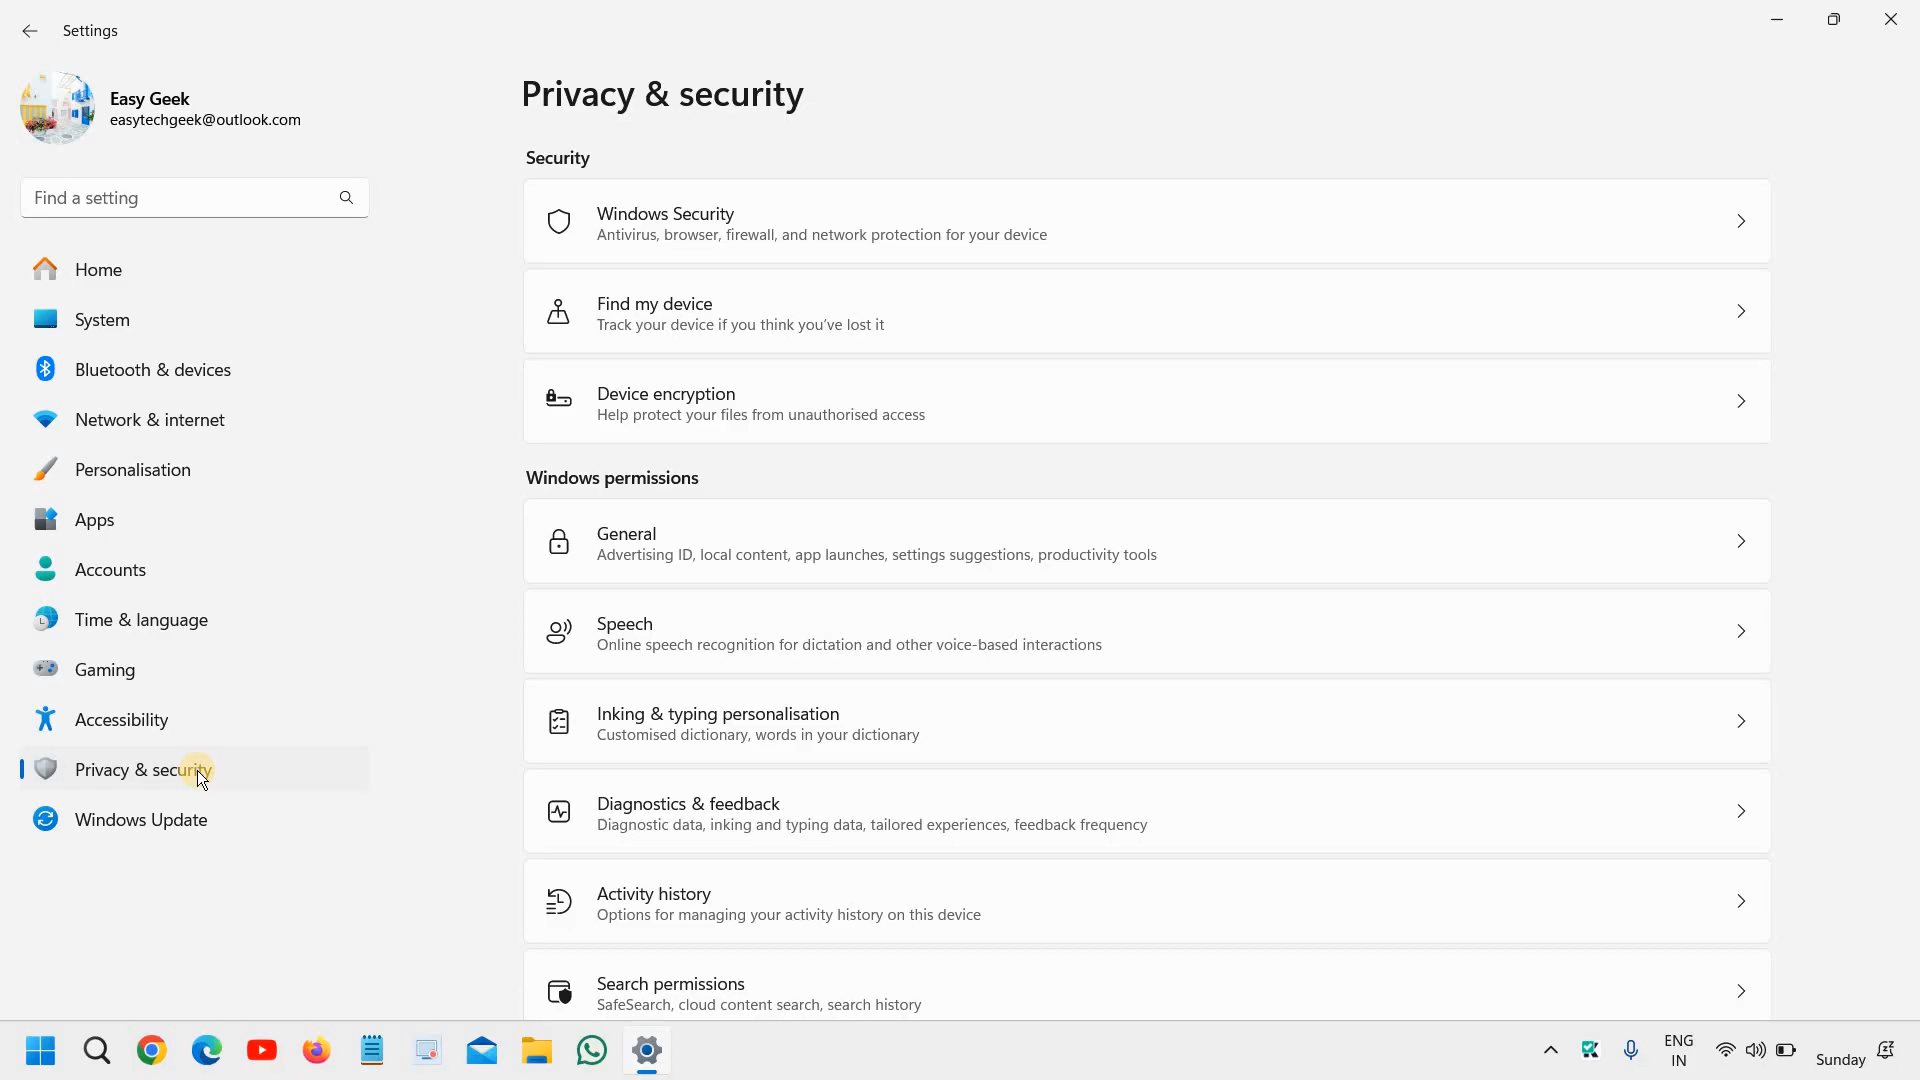 Settings
Easy Geek
easytechgeek@outlook.com
Find a setting
Home
System
Bluetooth & devices
Network & internet
Personalisation
Apps
Accounts
Time & language
Gaming
Accessibility
Privacy & security
Windows Update
Privacy & security
Security
Windows Security
Antivirus, browser, firewall, and network protection for your device
Find my device
Track your device if you think you've lost it
Device encryption
Help protect your files from unauthorised access
Windows permissions
General
Advertising ID, local content, app launches, settings suggestions, productivity tools
Speech
Online speech recognition for dictation and other voice-based interactions
Inking & typing personalisation
Customised dictionary, words in your dictionary
Diagnostics & feedback
Diagnostic data, inking and typing data, tailored experiences, feedback frequency
Activity history
Options for managing your activity history on this device
Search permissions
SafeSearch, cloud content search, search history
ENG
IN
Sunday